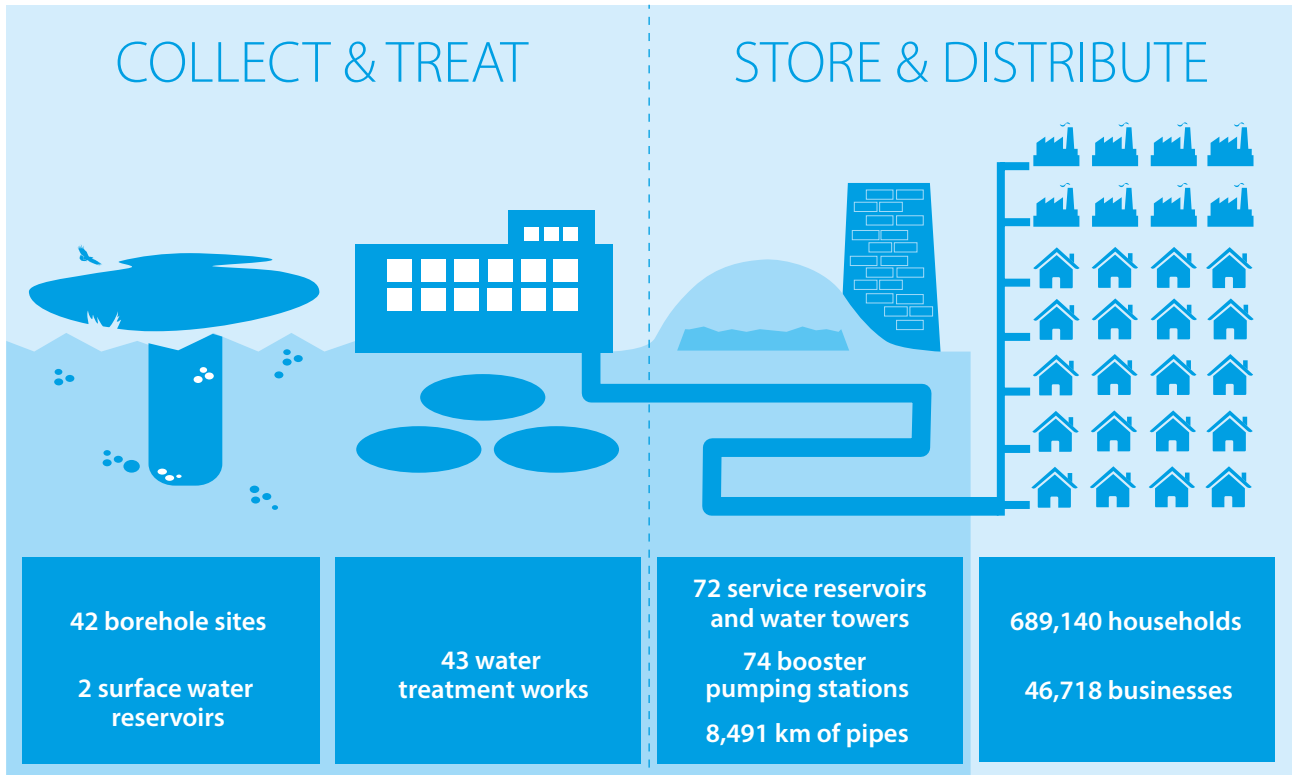 COLLECT & TREAT
STORE & DISTRIBUTE
42 borehole sites
2 surface water
reservoirs
43 water
treatment works
72 service reservoirs
and water towers
74 booster
pumping stations
8,491 km of pipes
689,140 households
46,718 businesses